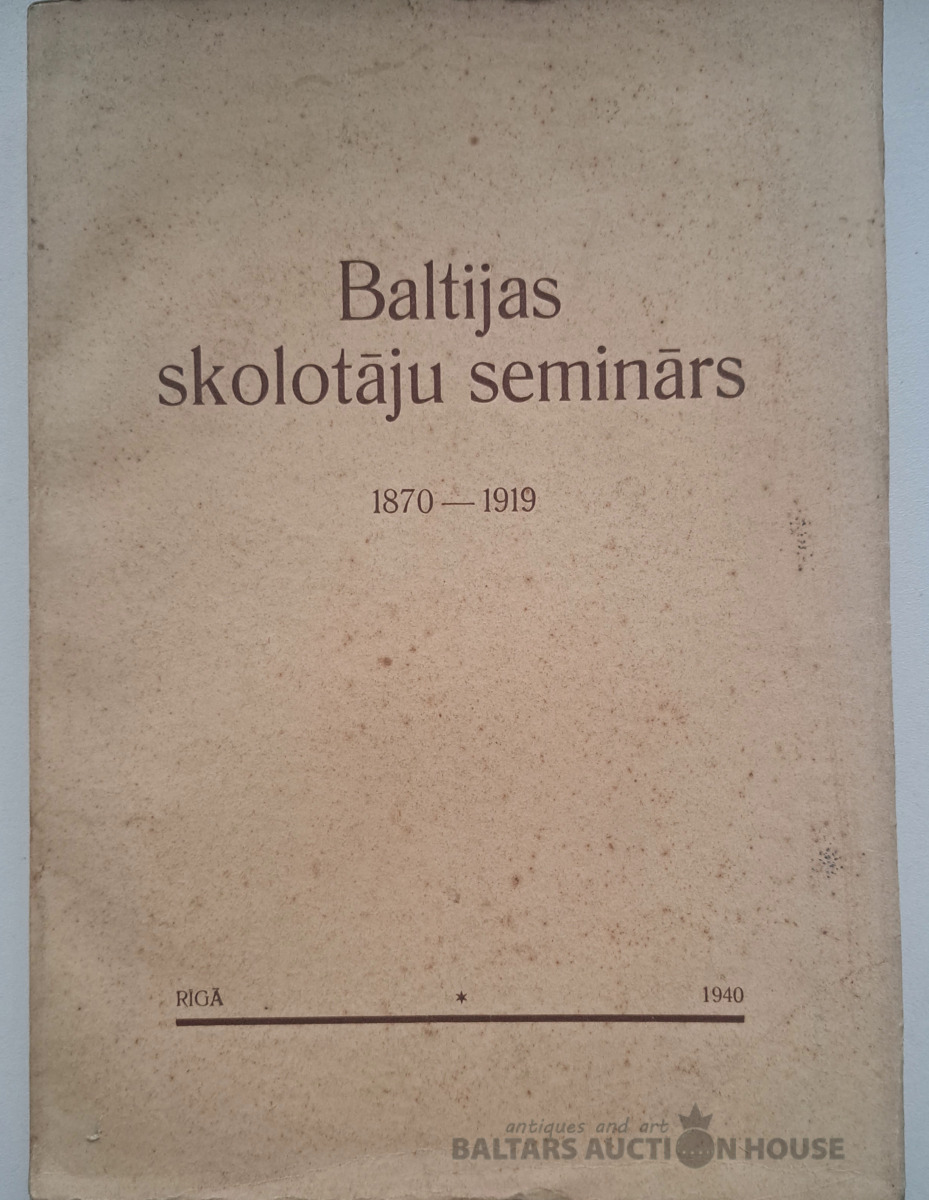 Baltijas
skolotāju seminārs
1870 — 1919
RĪGĀ * 1940
antiques and art
BALTARS AUCTION HOUSE